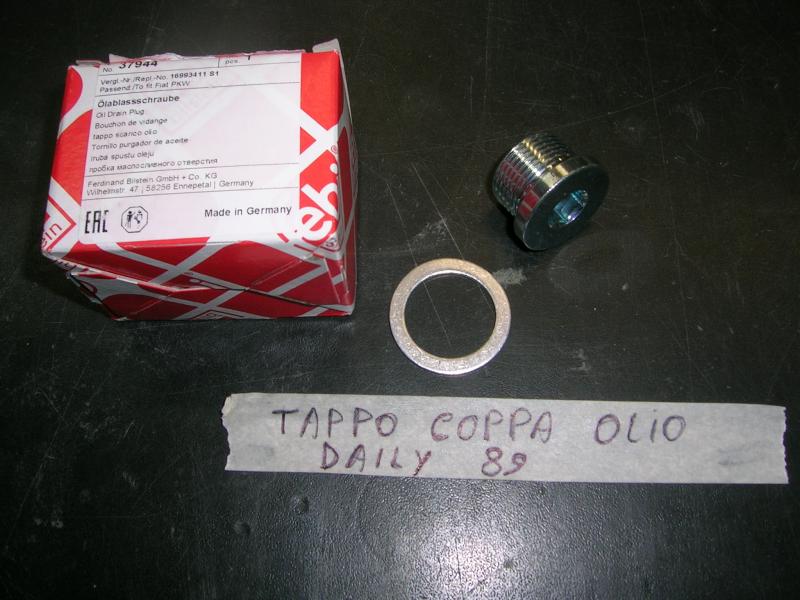 No. 37944
pcs. 1
Vergl.-Nr./Repl.-No. 16993411 S1
Passend./To fit Fiat PKW
Ölablassschraube
Oil Drain Plug
Bouchon de vidange
tappo scarico olio
Tornillo purgador de aceite
śruba spustu oleju
пробка маслосливного отверстия
Ferdinand Bilstein GmbH + Co. KG
Wilhelmstr. 47 ; 58256 Ennepetal | Germany
EAC
Made in Germany
feb
ein
TAPPO COPPA OLIO
DAILY 89